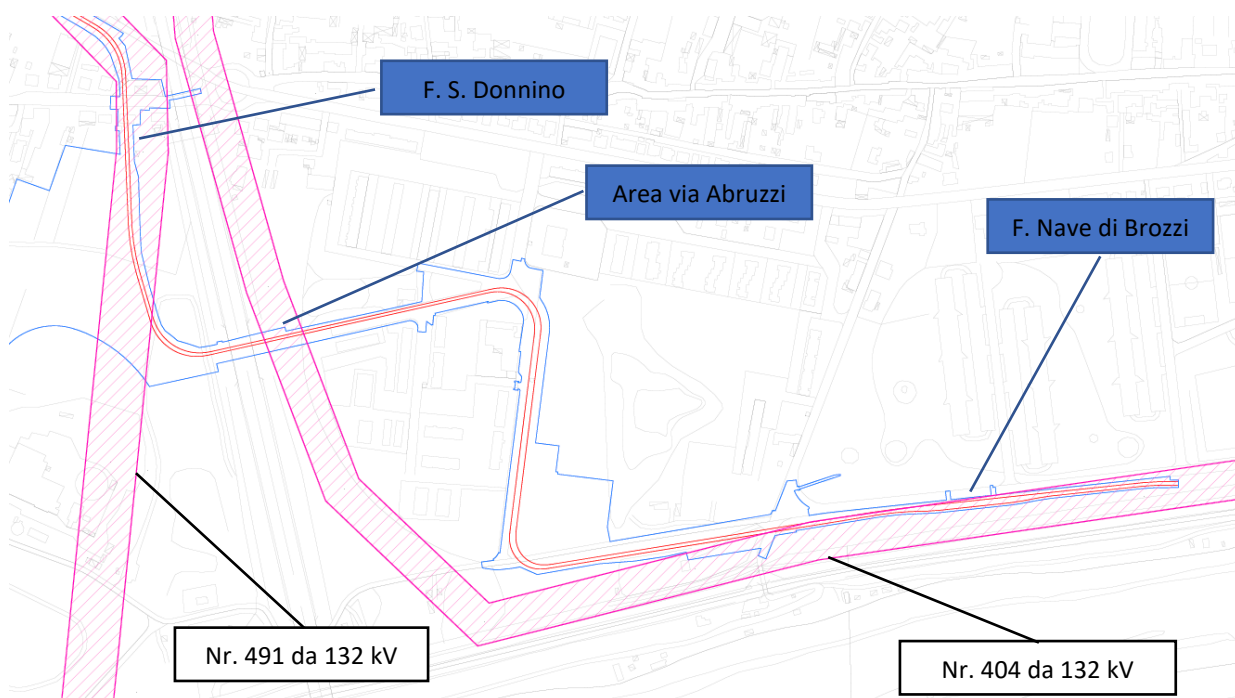 F. S. Donnino
Area via Abruzzi
F. Nave di Brozzi
Nr. 491 da 132 kV
Nr. 404 da 132 kV